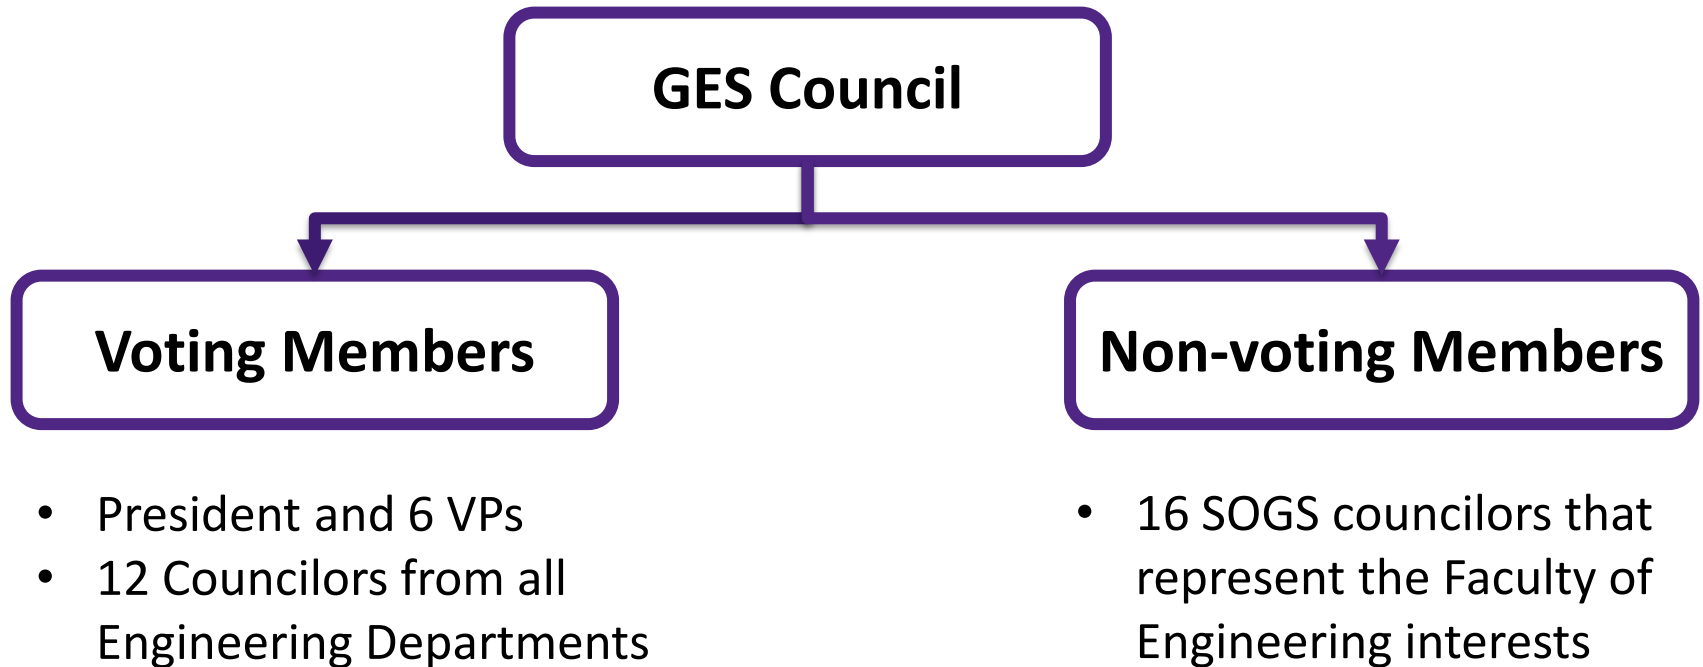 GES Council
Voting Members
Non-voting Members
• President and 6 VPs
• 12 Councilors from all
Engineering Departments
• 16 SOGS councilors that
represent the Faculty of
Engineering interests